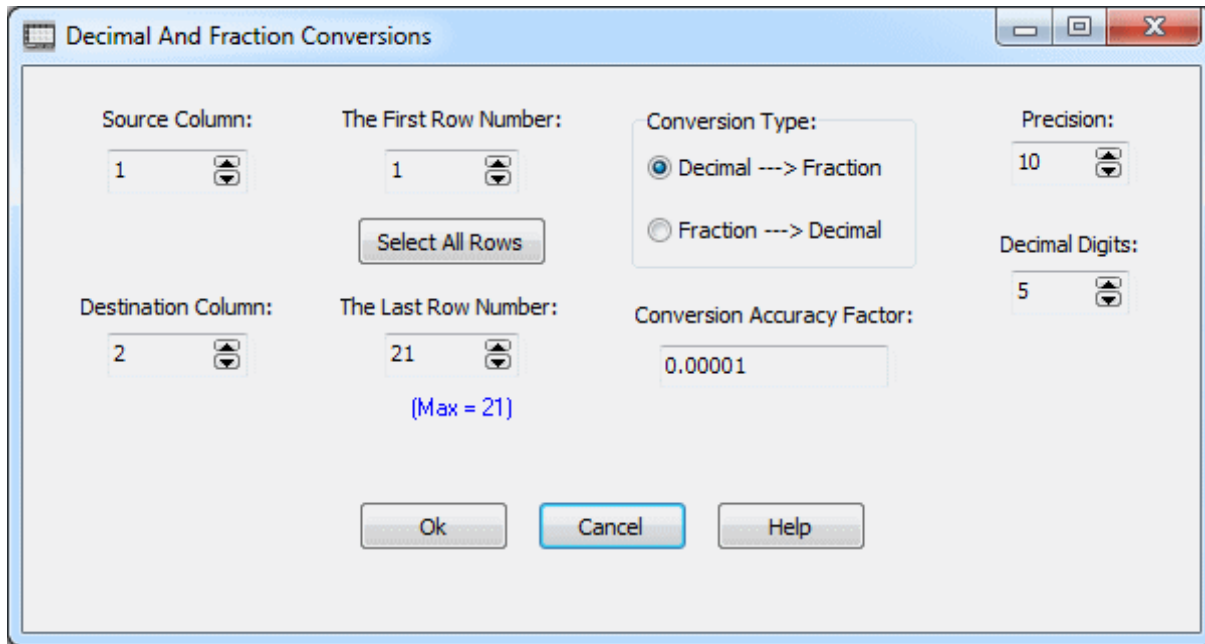 Decimal And Fraction Conversions
Source Column:
1
The First Row Number:
1
Select All Rows
Destination Column:
2
The Last Row Number:
21
(Max = 21)
Conversion Type:
Decimal ---> Fraction
Fraction ---> Decimal
Conversion Accuracy Factor:
0.00001
Precision:
10
Decimal Digits:
5
Ok
Cancel
Help